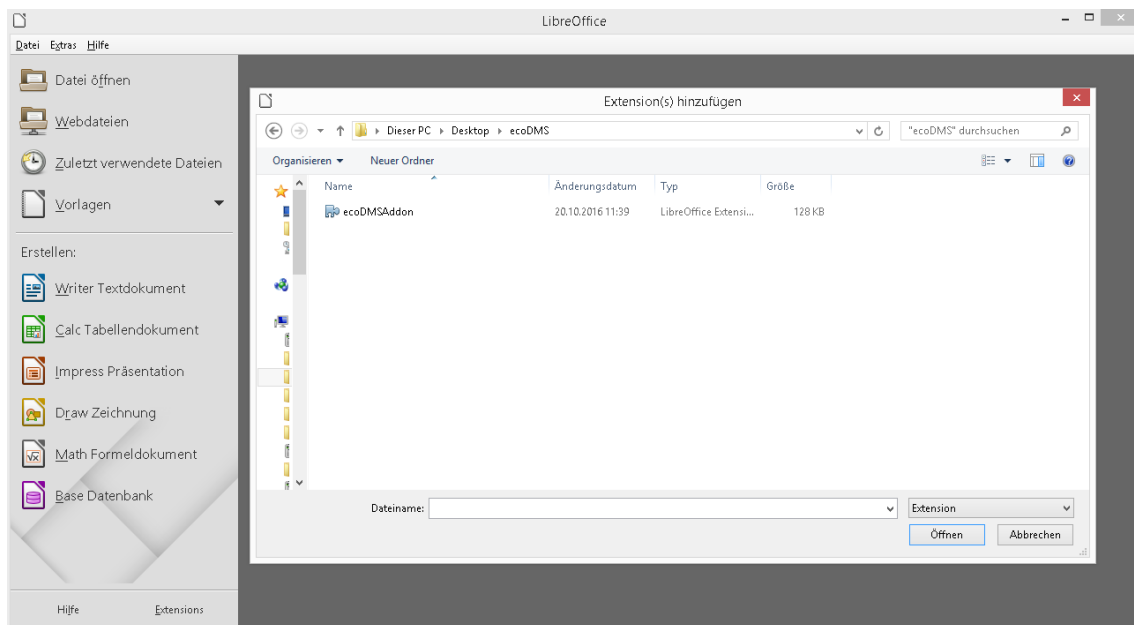 LibreOffice
Datei Extras Hilfe
Datei öffnen
Webdateien
Zuletzt verwendete Dateien
Vorlagen
Erstellen:
Writer Textdokument
Calc Tabellendokument
Impress Präsentation
Draw Zeichnung
Math Formeldokument
Base Datenbank
Hilfe Extensions
Extension(s) hinzufügen
Dieser PC Desktop ecoDMS "ecoDMS" durchsuchen
Organisieren Neuer Ordner
Name Änderungsdatum Typ Größe
ecoDMSAddon 20.10.2016 11:39 LibreOffice Extensi... 128 KB
Dateiname: Extension
Öffnen Abbrechen